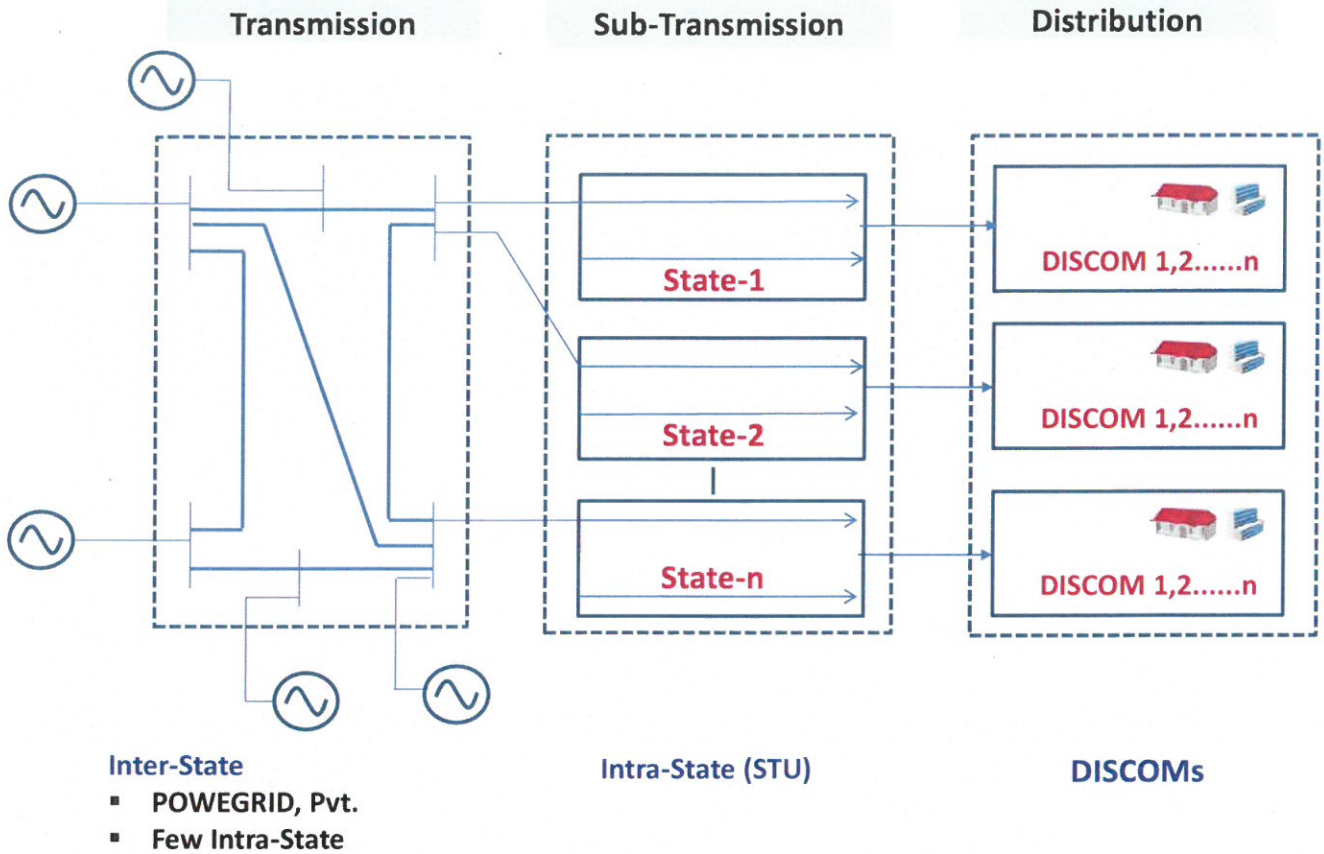 Transmission
Sub-Transmission
Distribution
State-1
State-2
State-n
DISCOM 1,2......n
DISCOM 1,2......n
DISCOM 1,2......n
Inter-State
▪ POWEGRID, Pvt.
▪ Few Intra-State
Intra-State (STU)
DISCOMs